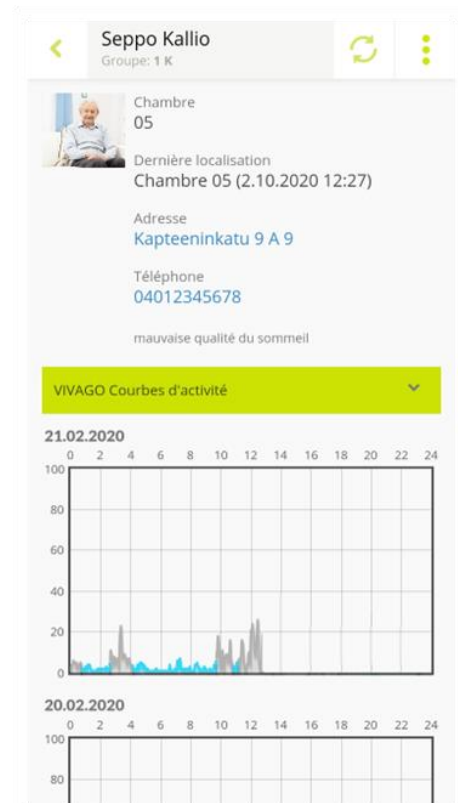 Seppo Kallio
Groupe: 1 K
Chambre
05
Dernière localisation
Chambre 05 (2.10.2020 12:27)
Adresse
Kapteeninkatu 9 A 9
Téléphone
04012345678
mauvaise qualité du sommeil
VIVAGO Courbes d'activité
21.02.2020
0 2 4 6 8 10 12 14 16 18 20 22 24
100
80
60
40
20
0
20.02.2020
0 2 4 6 8 10 12 14 16 18 20 22 24
100
80